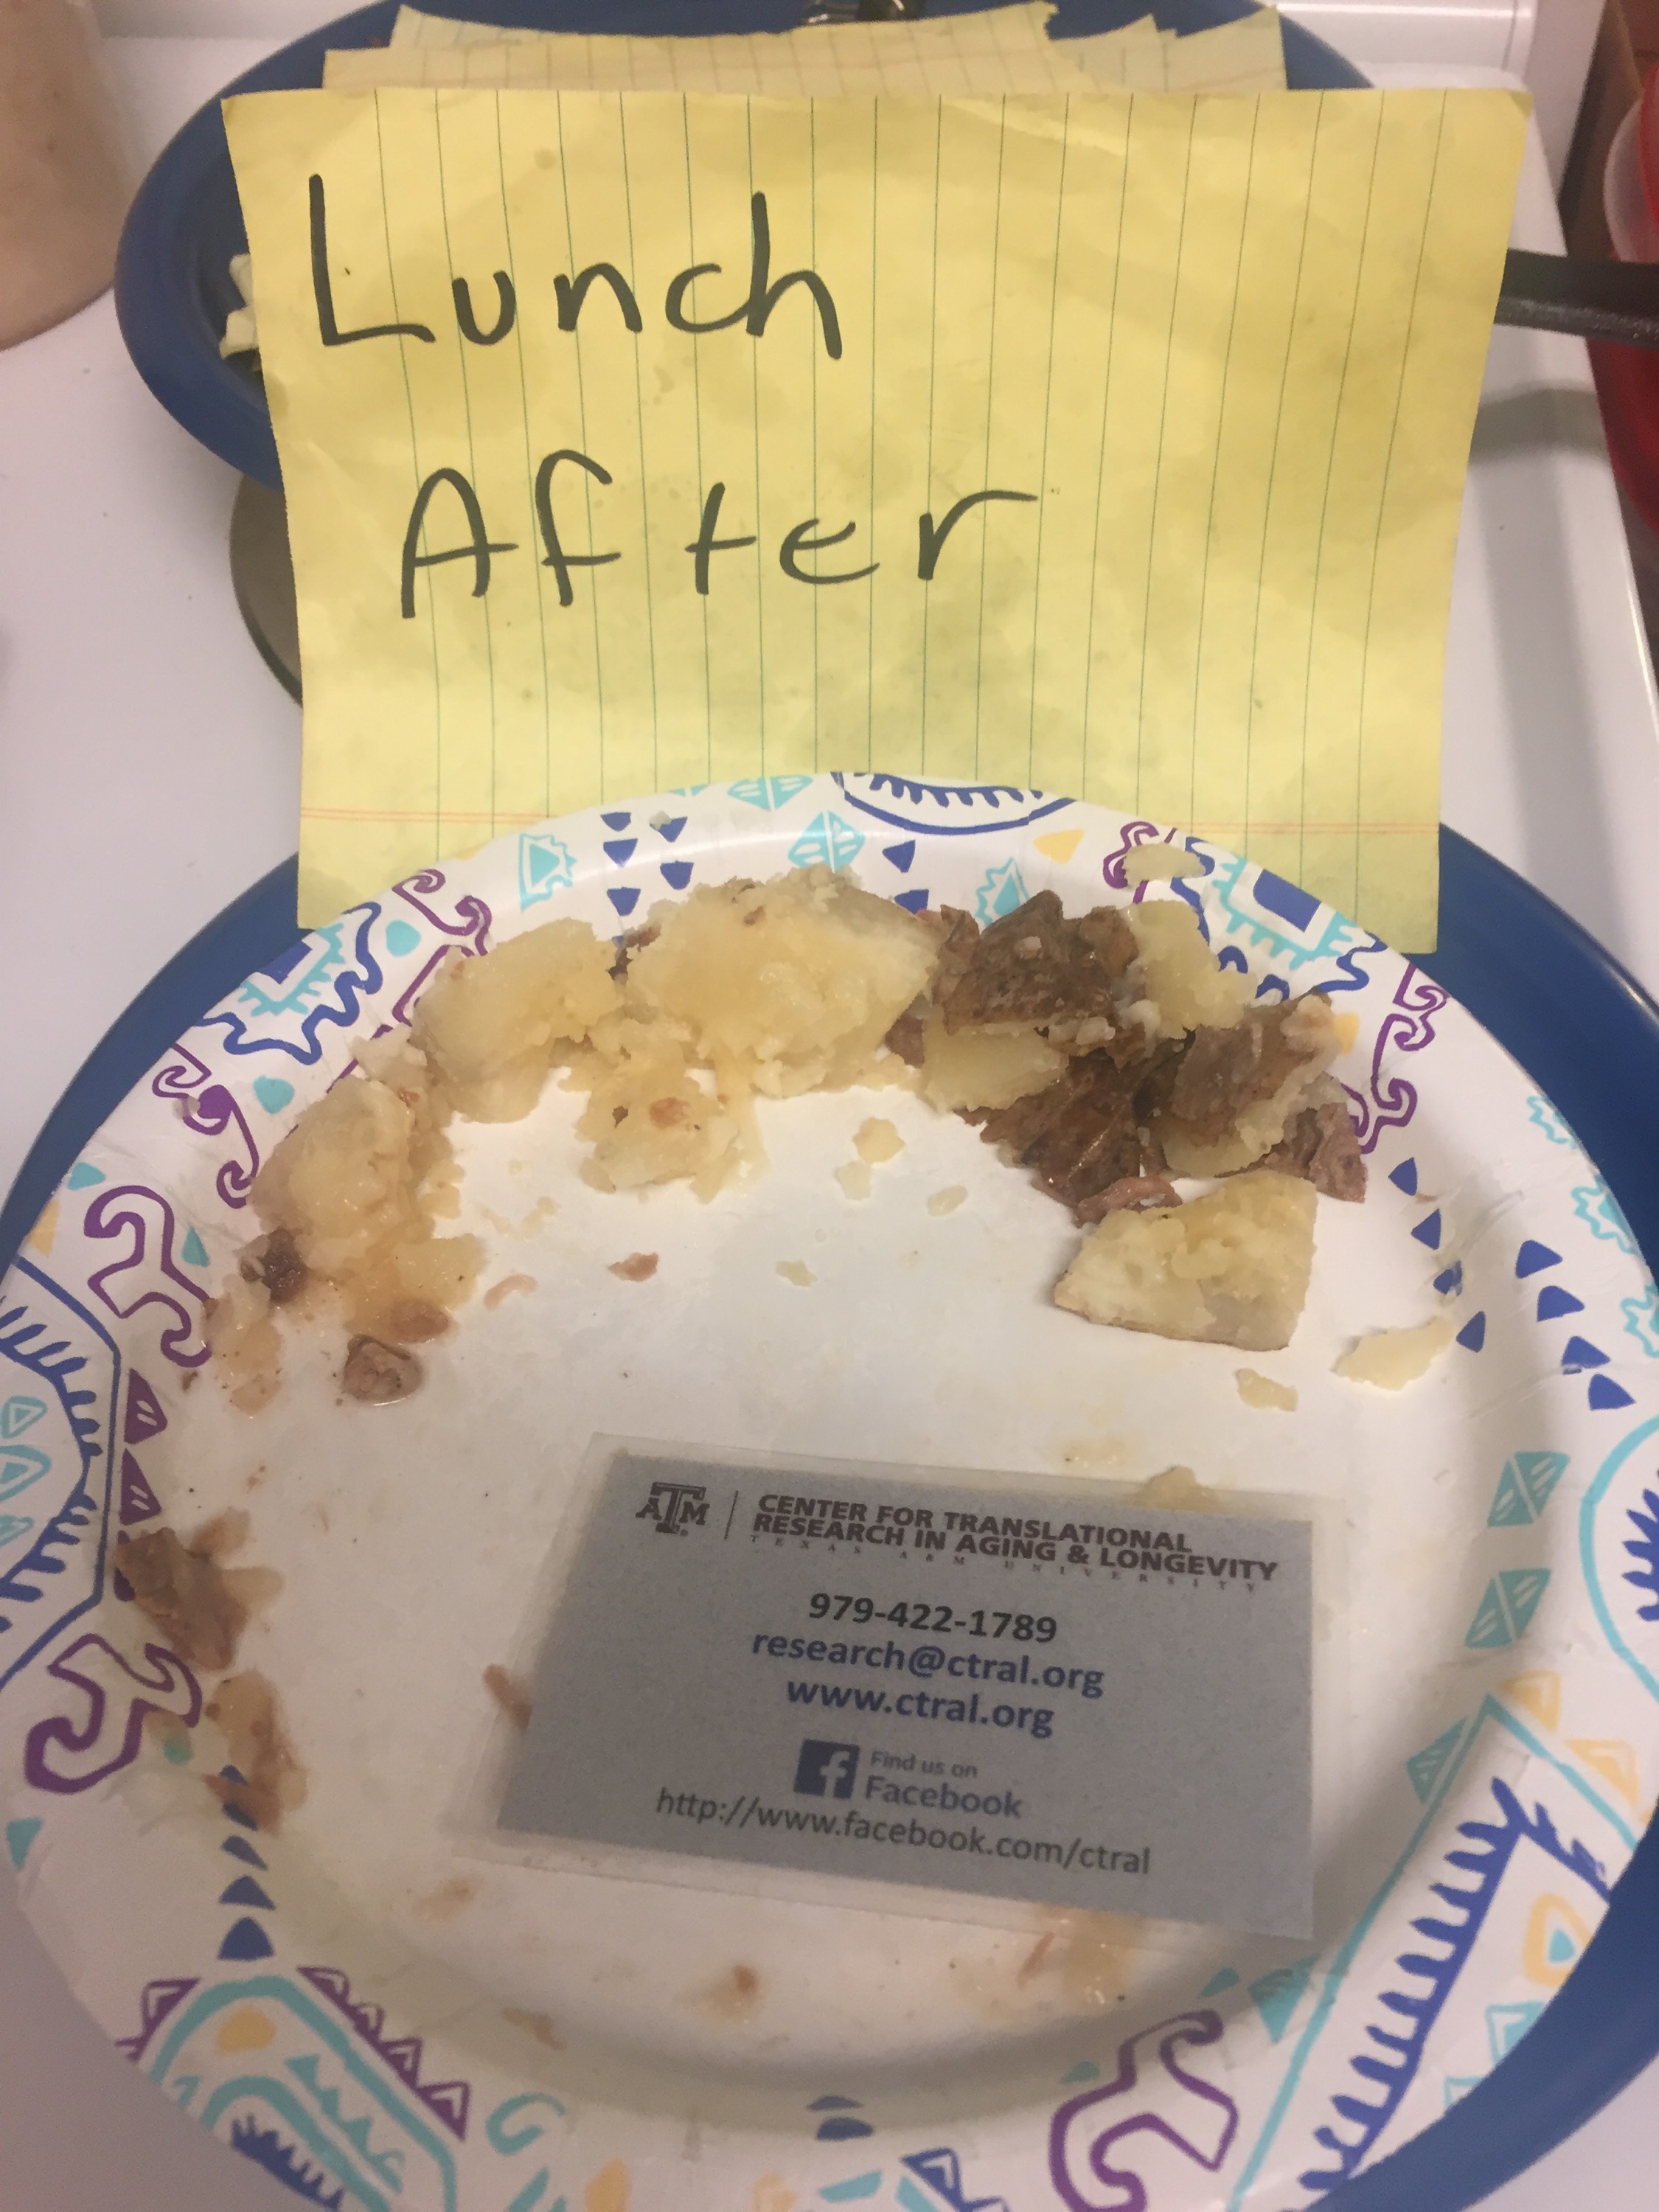 Lunch
After
ATM
CENTER FOR TRANSLATIONAL
RESEARCH IN AGING & LONGEVITY
TEXAS A&M UNIVERSITY
979-422-1789
research@ctral.org
www.ctral.org
f Find us on
Facebook
http://www.facebook.com/ctral